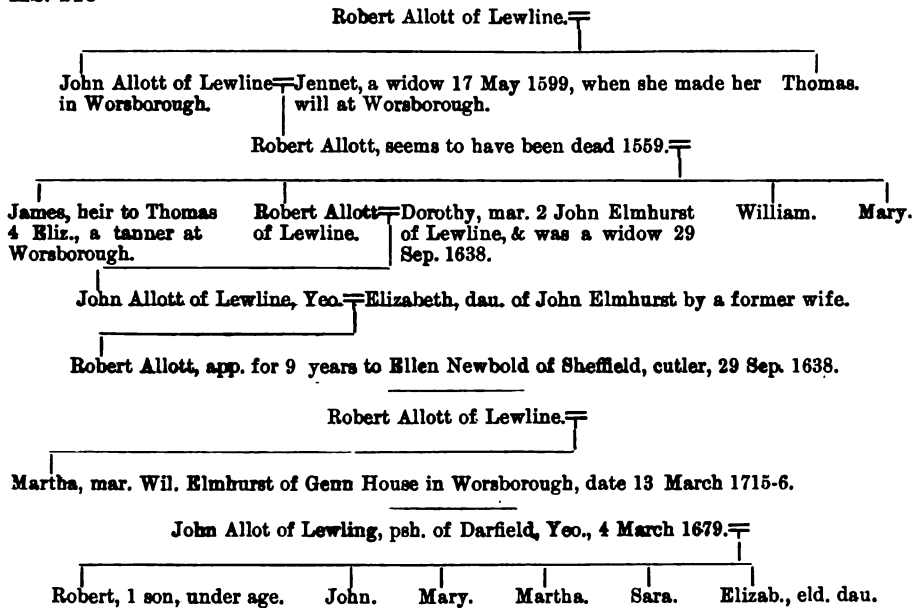 Robert Allott of Lewline.
John Allott of Lewline Jennet, a widow 17 May 1599, when she made her Thomas.
in Worsborough. will at Worsborough.
Robert Allott, seems to have been dead 1559.
James, heir to Thomas Robert Allott Dorothy, mar. 2 John Elmhurst William. Mary.
4 Eliz., a tanner at of Lewline. of Lewline, & was a widow 29
Worsborough. Sep. 1638.
John Allott of Lewline, Yeo. Elizabeth, dau. of John Elmhurst by a former wife.
Robert Allott, app. for 9 years to Ellen Newbold of Sheffield, cutler, 29 Sep. 1638.
Robert Allott of Lewline.
Martha, mar. Wil. Elmhurst of Genn House in Worsborough, date 13 March 1715-6.
John Allot of Lewling, psh. of Darfield, Yeo., 4 March 1679.
Robert, 1 son, under age. John. Mary. Martha. Sara. Elizab., eld. dau.